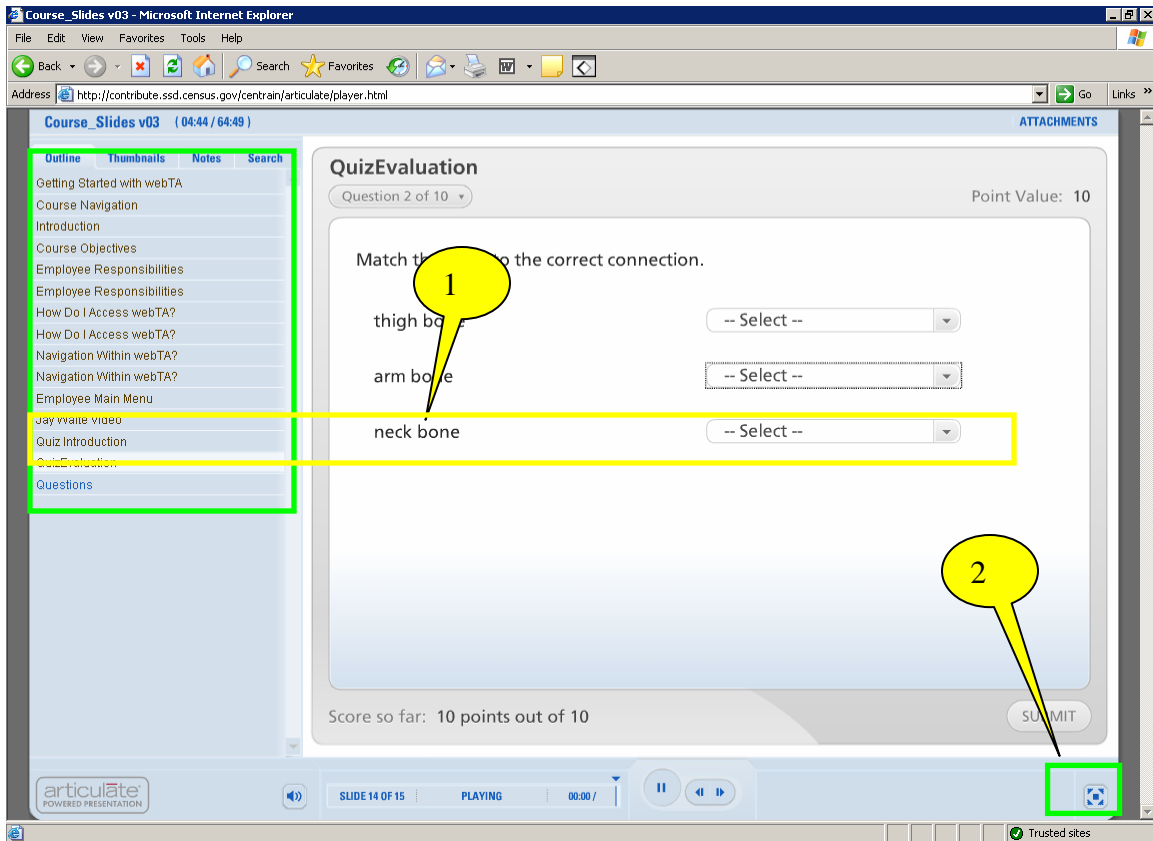 Course_Slides v03 - Microsoft Internet Explorer
File Edit View Favorites Tools Help
Back Search Favorites
Address http://contribute.ssd.census.gov/centrain/articulate/player.html Go Links »
Course_Slides v03 ( 04:44 / 64:49 ) ATTACHMENTS
Outline Thumbnails Notes Search
Getting Started with webTA
Course Navigation
Introduction
Course Objectives
Employee Responsibilities
Employee Responsibilities
How Do I Access webTA?
How Do I Access webTA?
Navigation Within webTA?
Navigation Within webTA?
Employee Main Menu
Jay Waite Video
Quiz Introduction
QuizEvaluation
Questions
QuizEvaluation
Question 2 of 10 Point Value: 10
Match to the correct connection.
1
thigh bone -- Select --
arm bone -- Select --
neck bone -- Select --
2
Score so far: 10 points out of 10 SUBMIT
articulate
POWERED PRESENTATION
SLIDE 14 OF 15 PLAYING 00:00 /
Trusted sites